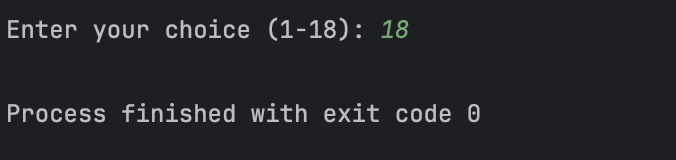 Enter your choice (1-18): 18
Process finished with exit code 0